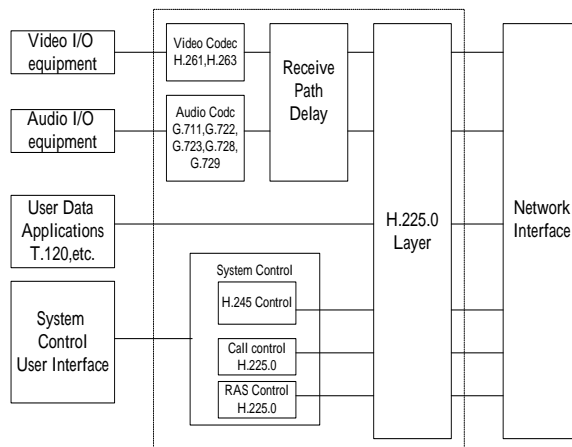 Video I/O
equipment
Video Codec
H.261,H.263
Receive
Path
Delay
Audio I/O
equipment
Audio Codc
G.711,G.722,
G.723,G.728,
G.729
User Data
Applications
T.120,etc.
H.225.0
Layer
Network
Interface
System Control
H.245 Control
System
Control
User Interface
Call control
H.225.0
RAS Control
H.225.0